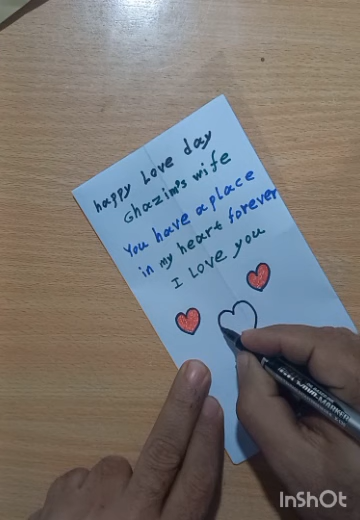 happy Love day
Ghazim's wife
You have a place
in my heart forever
I Love you
InShOt